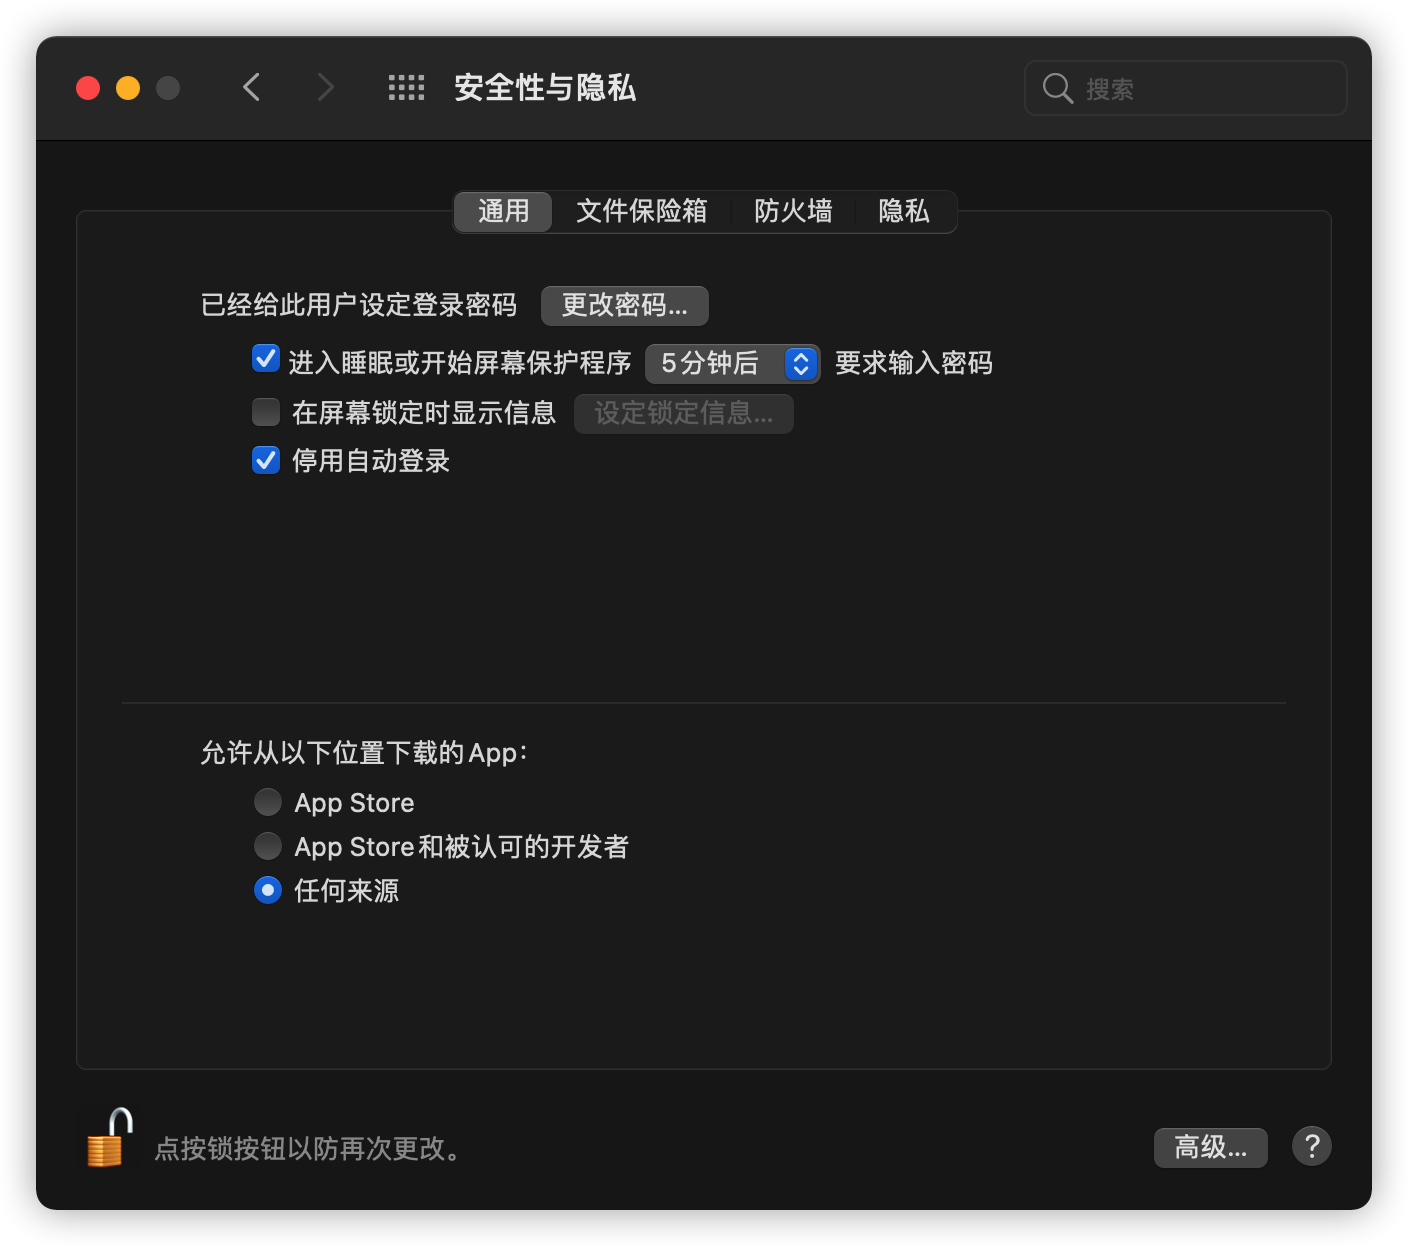 安全性与隐私
搜索
通用 文件保险箱 防火墙 隐私
已经给此用户设定登录密码 更改密码...
进入睡眠或开始屏幕保护程序 5分钟后 要求输入密码
在屏幕锁定时显示信息 设定锁定信息...
停用自动登录
允许从以下位置下载的App：
App Store
App Store和被认可的开发者
任何来源
点按锁按钮以防再次更改。
高级... ?